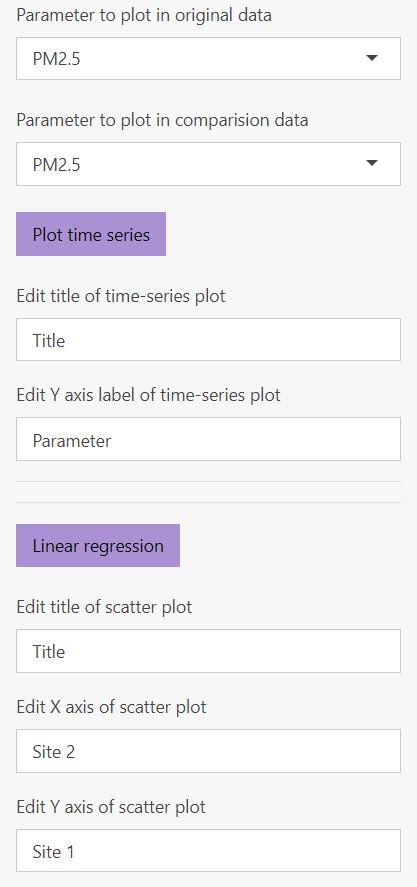 Parameter to plot in original data
PM2.5
Parameter to plot in comparision data
PM2.5
Plot time series
Edit title of time-series plot
Title
Edit Y axis label of time-series plot
Parameter
Linear regression
Edit title of scatter plot
Title
Edit X axis of scatter plot
Site 2
Edit Y axis of scatter plot
Site 1